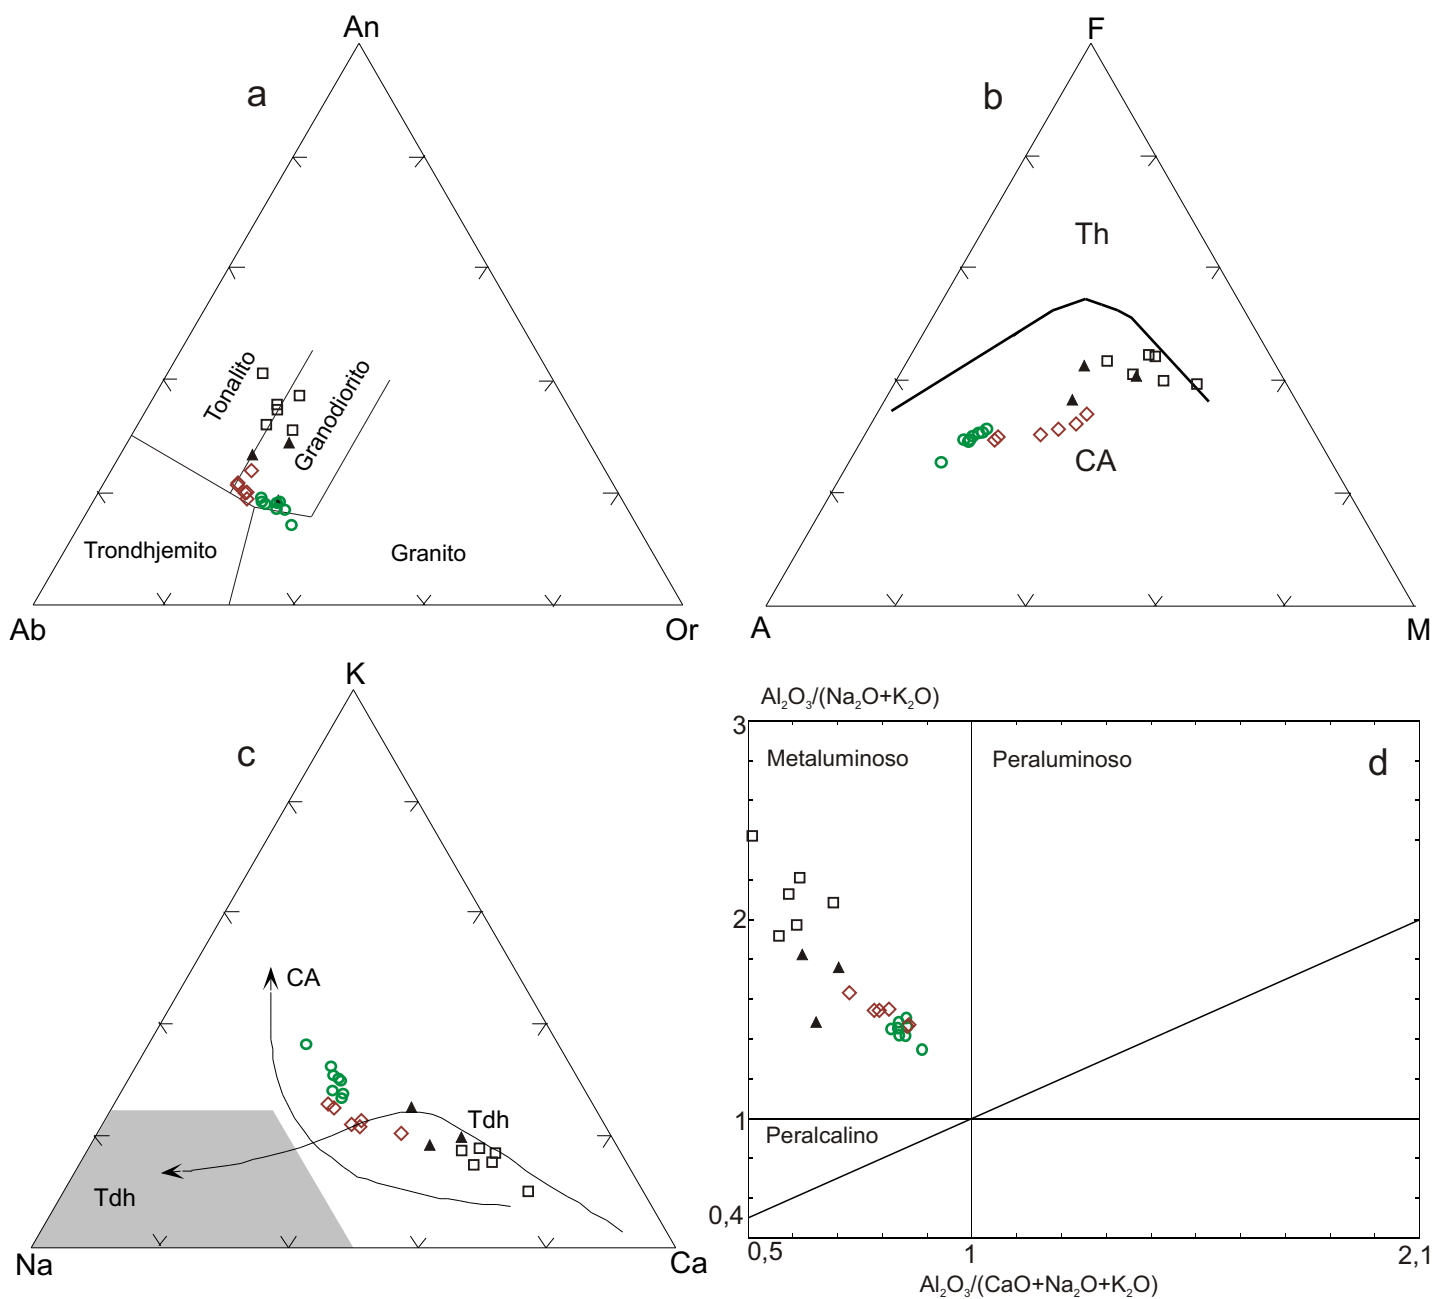 An
a
Tonalito
Granodiorito
Trondhjemito
Granito
Ab
Or
F
b
Th
CA
A
M
K
c
CA
Tdh
Tdh
Na
Ca
Al₂O₃/(Na₂O+K₂O)
3
Metaluminoso
Peraluminoso
d
2
1
Peralcalino
0,4
0,5
1
2,1
Al₂O₃/(CaO+Na₂O+K₂O)